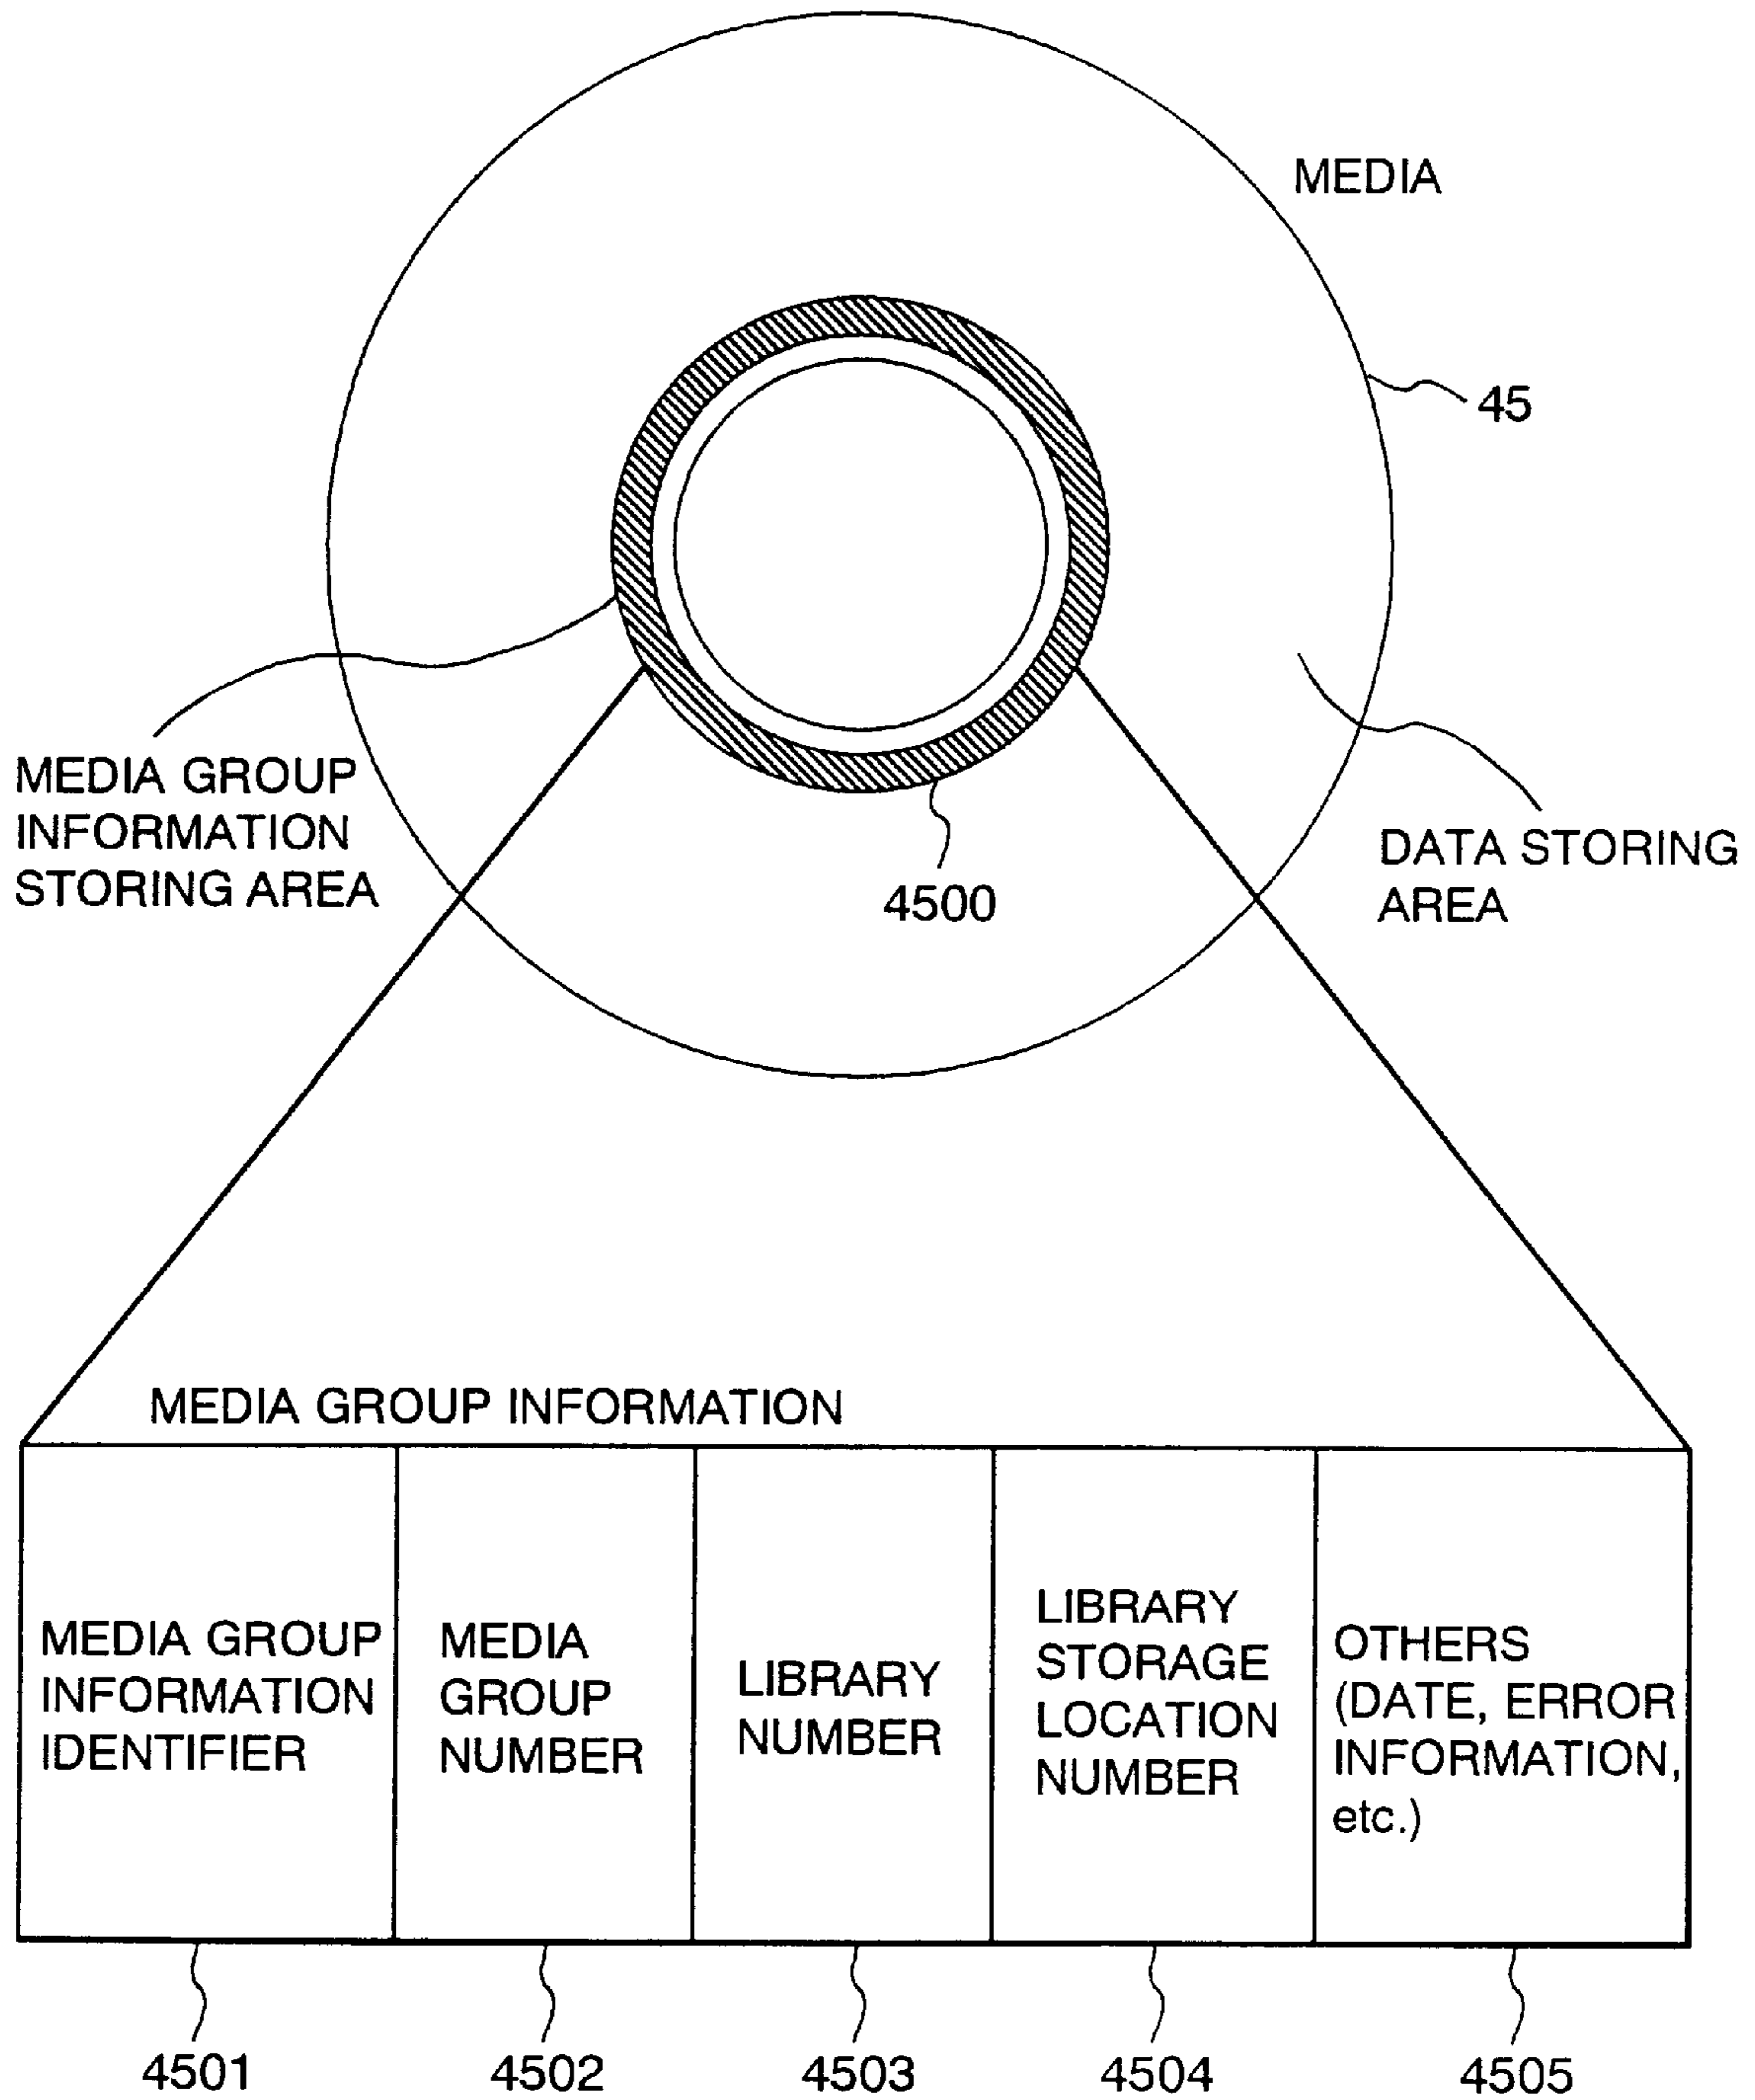 MEDIA
45
MEDIA GROUP
INFORMATION
STORING AREA
4500
DATA STORING
AREA
MEDIA GROUP INFORMATION
MEDIA GROUP
INFORMATION
IDENTIFIER
MEDIA
GROUP
NUMBER
LIBRARY
NUMBER
LIBRARY
STORAGE
LOCATION
NUMBER
OTHERS
(DATE, ERROR
INFORMATION,
etc.)
4501
4502
4503
4504
4505